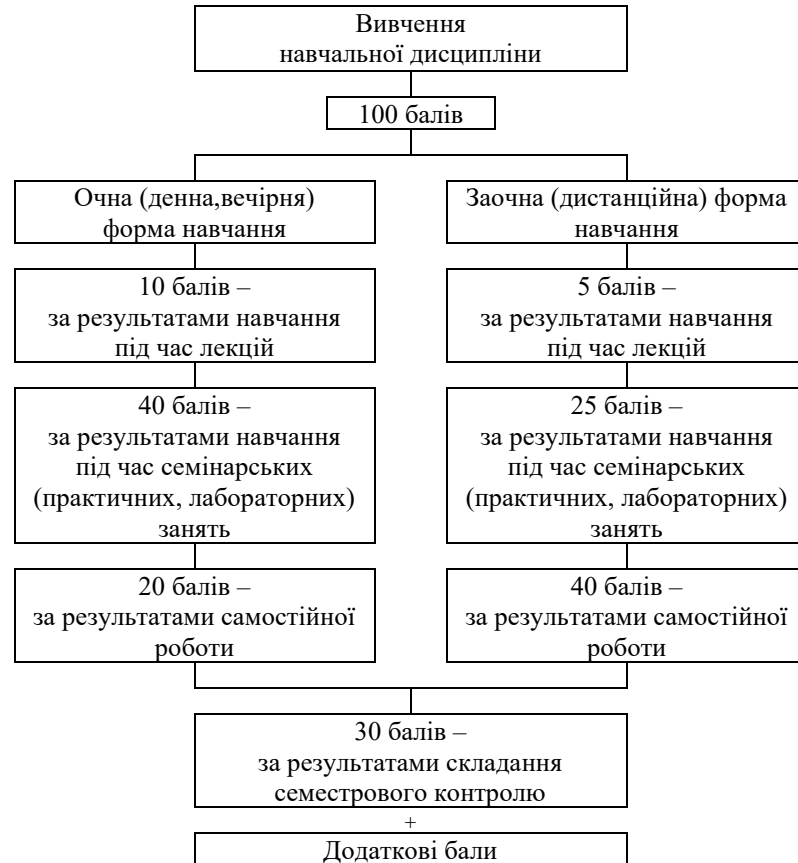 Вивчення
навчальної дисципліни
100 балів
Очна (денна,вечірня)
форма навчання
10 балів –
за результатами навчання
під час лекцій
40 балів –
за результатами навчання
під час семінарських
(практичних, лабораторних)
занять
20 балів –
за результатами самостійної
роботи
Заочна (дистанційна) форма
навчання
5 балів –
за результатами навчання
під час лекцій
25 балів –
за результатами навчання
під час семінарських
(практичних, лабораторних)
занять
40 балів –
за результатами самостійної
роботи
30 балів –
за результатами складання
семестрового контролю
+
Додаткові бали